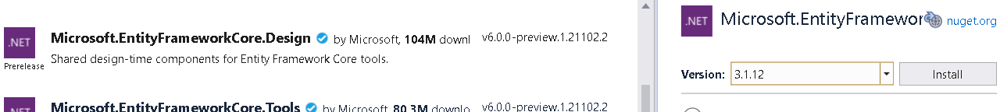 .NET
Prerelease
Microsoft.EntityFrameworkCore.Design by Microsoft, 104M downl v6.0.0-preview.1.21102.2
Shared design-time components for Entity Framework Core tools.
.NET
Microsoft.EntityFrameworkCore.Tools by Microsoft, 80.3M downlo v6.0.0-preview.1.21102.2
.NET Microsoft.EntityFramewor nuget.org
Version: 3.1.12 Install